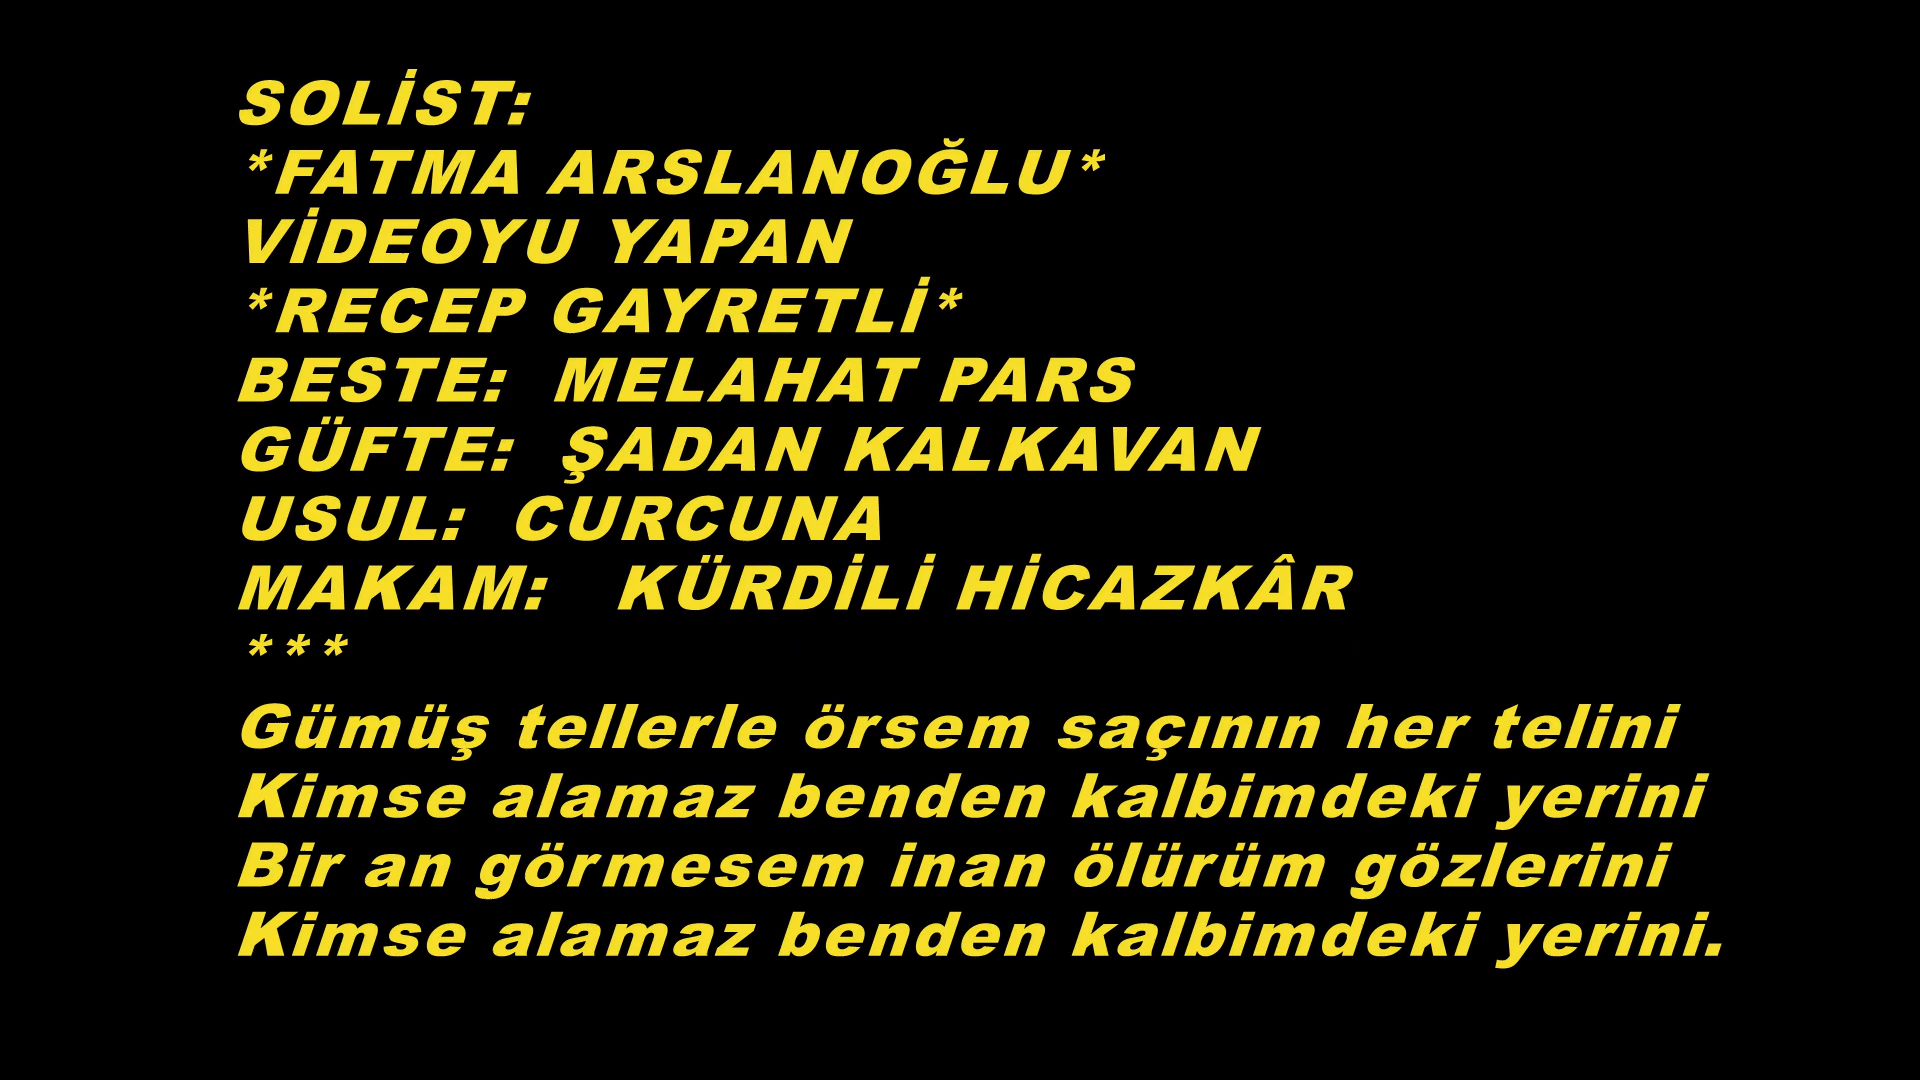 SOLİST:
*FATMA ARSLANOĞLU*
VİDEOYU YAPAN
*RECEP GAYRETLİ*
BESTE:  MELAHAT PARS
GÜFTE:  ŞADAN KALKAVAN
USUL:  CURCUNA
MAKAM:   KÜRDİLİ HİCAZKÂR
***
Gümüş tellerle örsem saçının her telini
Kimse alamaz benden kalbimdeki yerini
Bir an görmesem inan ölürüm gözlerini
Kimse alamaz benden kalbimdeki yerini.